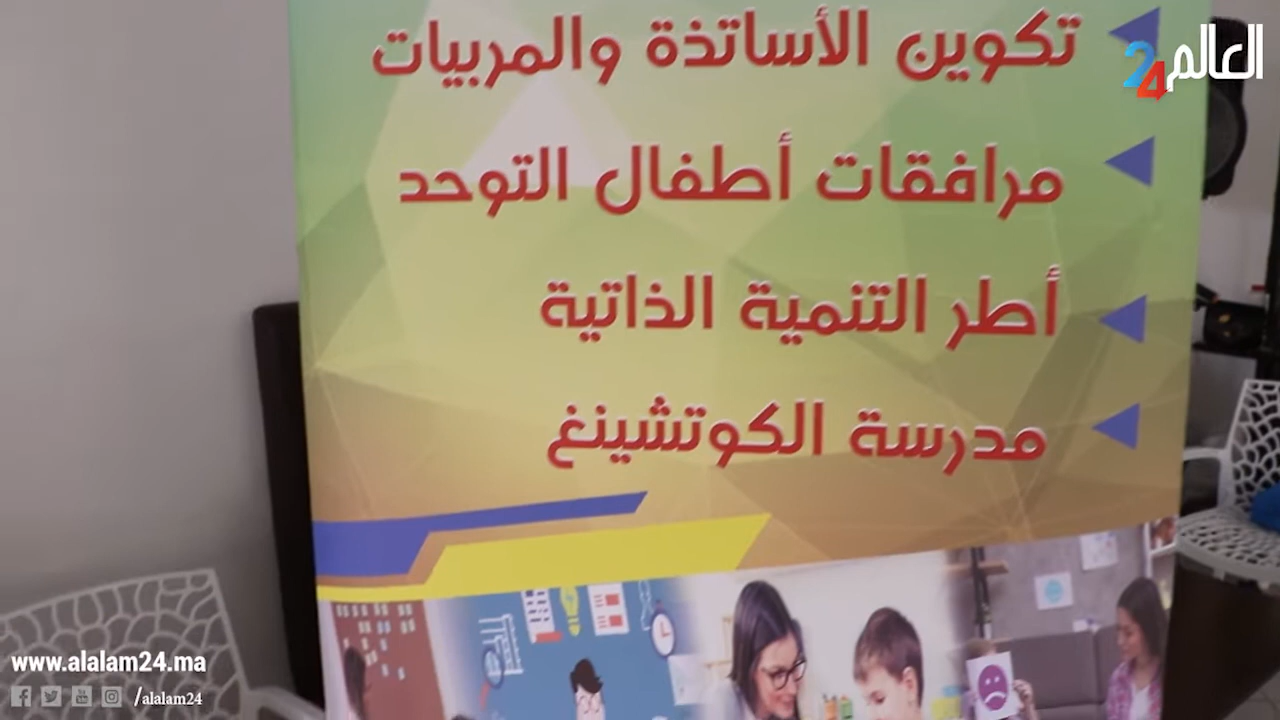 تكوين الأساتذة والمربيات
العالم24
مرافقات أطفال التوحد
أطر التنمية الذاتية
مدرسة الكوتشينغ
www.alalam24.ma
/alalam24